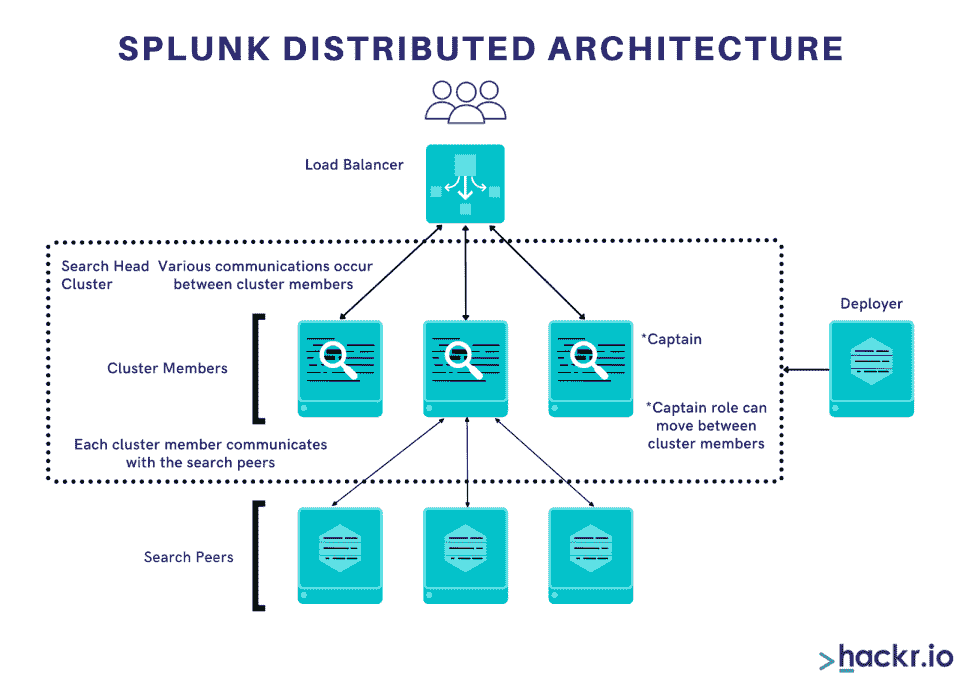 SPLUNK DISTRIBUTED ARCHITECTURE
Load Balancer
Search Head
Cluster
Various communications occur
between cluster members
Deployer
*Captain
Cluster Members
*Captain role can
move between
cluster members
Each cluster member communicates
with the search peers
Search Peers
>hackr.io